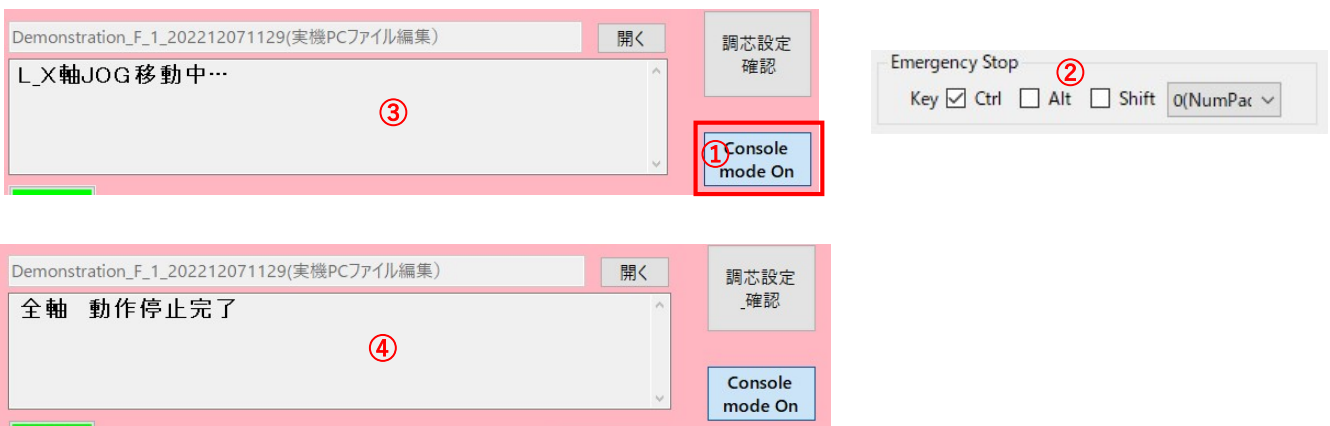 Demonstration_F_1_202212071129(実機PCファイル編集)
開く
調芯設定
確認
L_X軸JOG移動中…
③
①
Console
mode On
Emergency Stop
②
Key Ctrl Alt Shift 0(NumPac
Demonstration_F_1_202212071129(実機PCファイル編集)
開く
調芯設定
_確認
全軸 動作停止完了
④
Console
mode On